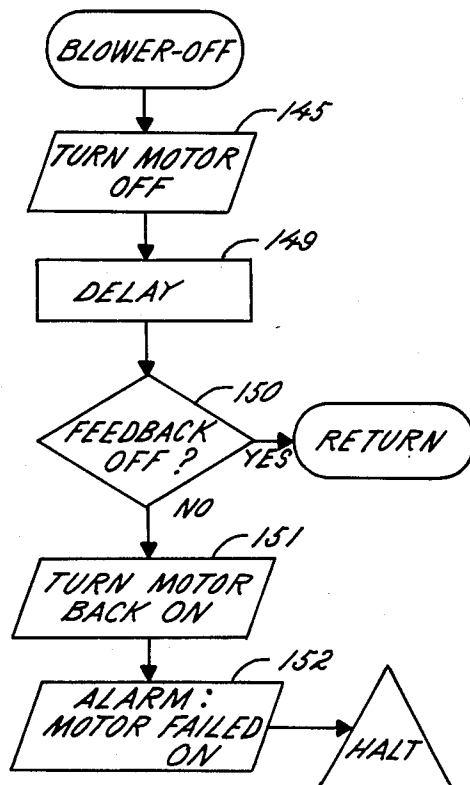 BLOWER-OFF
145
TURN MOTOR
OFF
149
DELAY
150
FEEDBACK
OFF?
YES
RETURN
NO
151
TURN MOTOR
BACK ON
152
ALARM:
MOTOR FAILED
ON
HALT